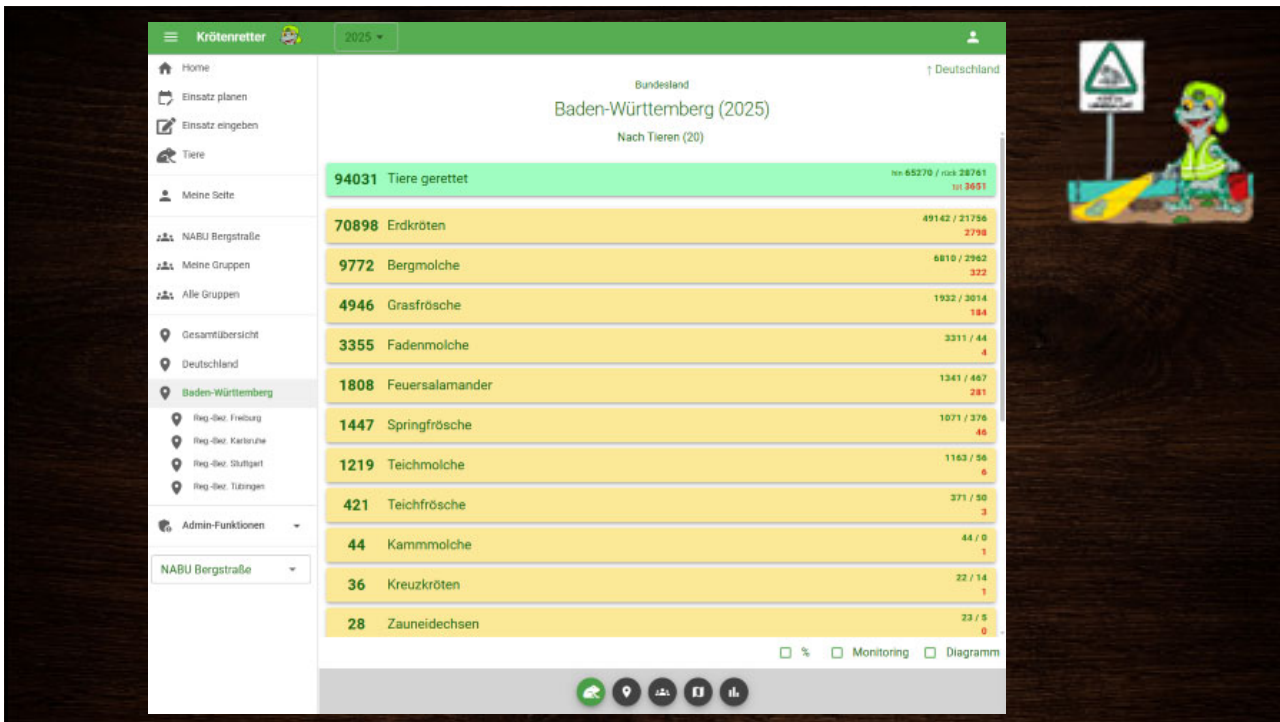 Krötenretter
2025
Home
Einsatz planen
Einsatz eingeben
Tiere
Meine Seite
NABU Bergstraße
Meine Gruppen
Alle Gruppen
Gesamtübersicht
Deutschland
Baden-Württemberg
Reg.-Bez. Freiburg
Reg.-Bez. Karlsruhe
Reg.-Bez. Stuttgart
Reg.-Bez. Tübingen
Admin-Funktionen
NABU Bergstraße
↑ Deutschland
Bundesland
Baden-Württemberg (2025)
Nach Tieren (20)
94031 Tiere gerettet hin 65270 / rück 28761
tot 3651
70898 Erdkröten 49142 / 21756
2798
9772 Bergmolche 6810 / 2962
322
4946 Grasfrösche 1932 / 3014
184
3355 Fadenmolche 3311 / 44
4
1808 Feuersalamander 1341 / 467
281
1447 Springfrösche 1071 / 376
46
1219 Teichmolche 1163 / 56
6
421 Teichfrösche 371 / 50
3
44 Kammmolche 44 / 0
1
36 Kreuzkröten 22 / 14
1
28 Zauneidechsen 23 / 5
0
% Monitoring Diagramm